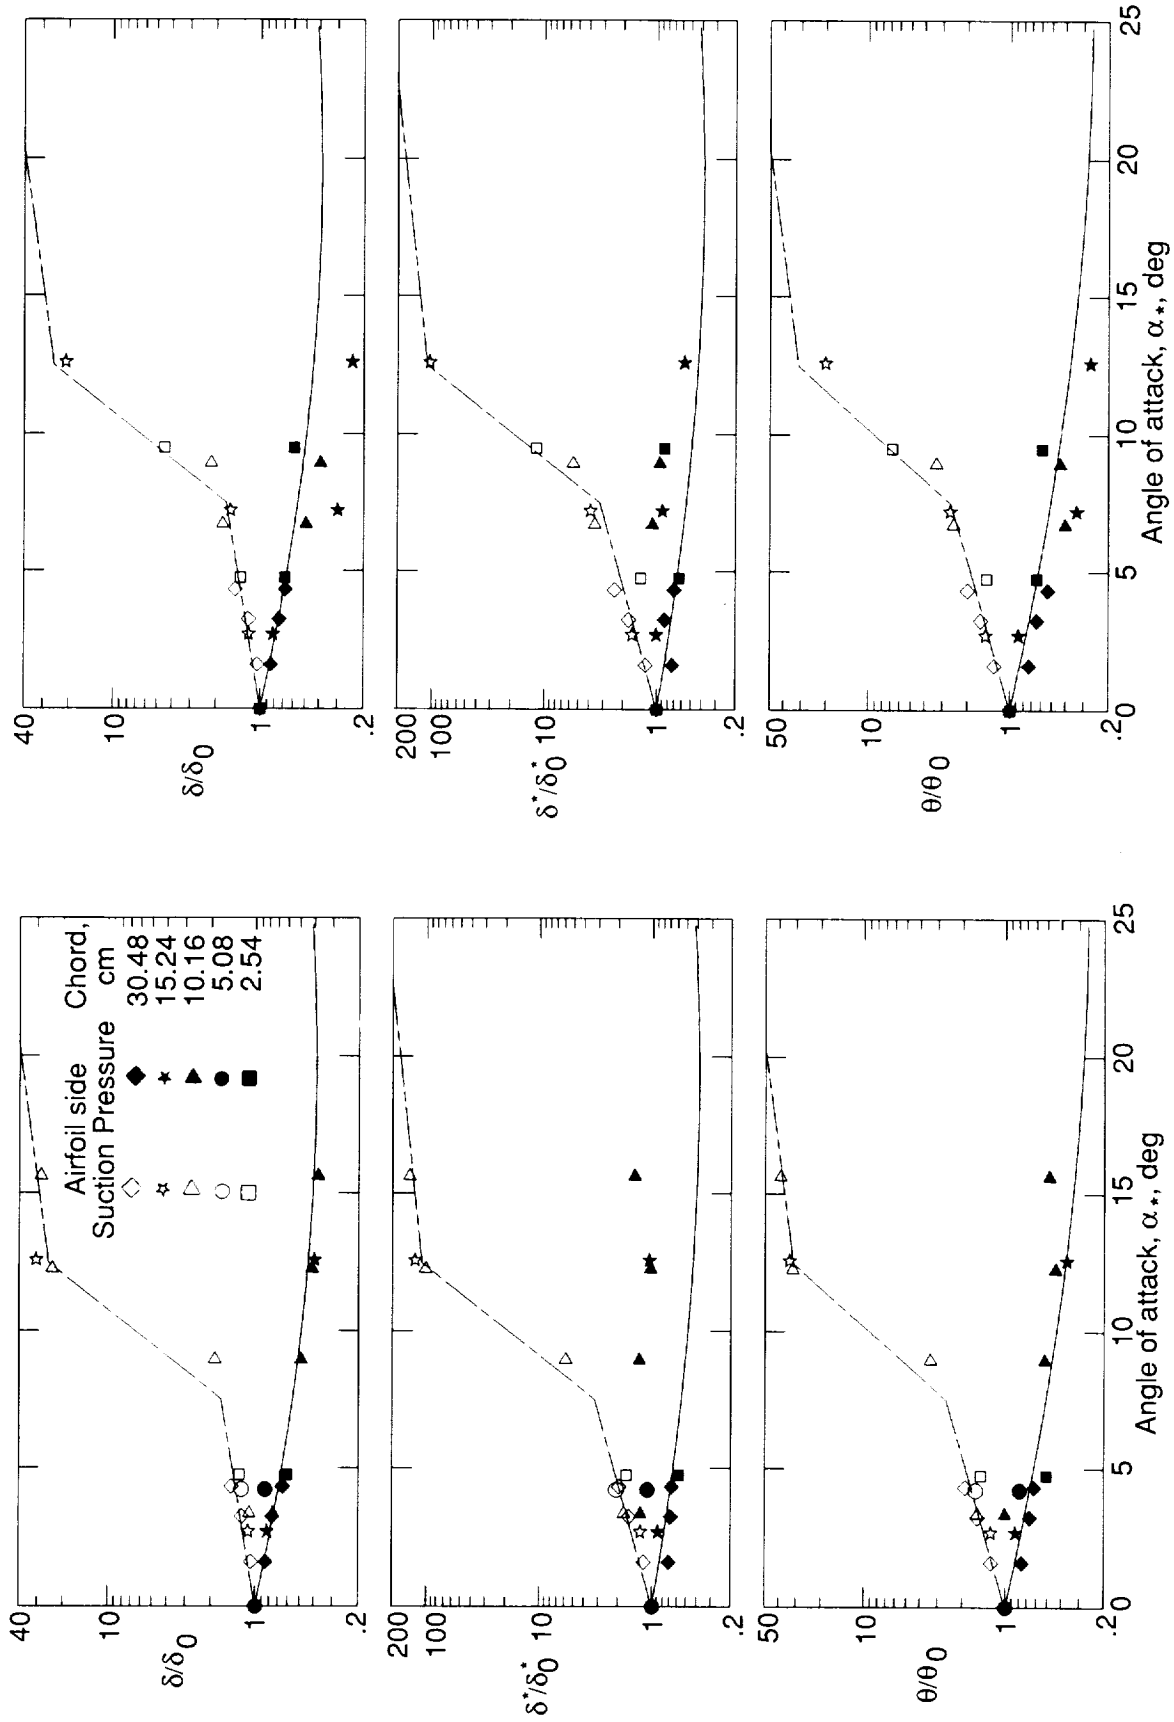 40
10
1
.2
δ/δ0
Airfoil side Chord,
Suction Pressure cm
30.48
15.24
10.16
5.08
2.54
200
100
10
1
.2
δ*/δ0*
50
10
1
.2
θ/θ0
0 5 10 15 20 25
Angle of attack, α*, deg
40
10
1
.2
δ/δ0
200
100
10
1
.2
δ*/δ0*
50
10
1
.2
θ/θ0
0 5 10 15 20 25
Angle of attack, α*, deg